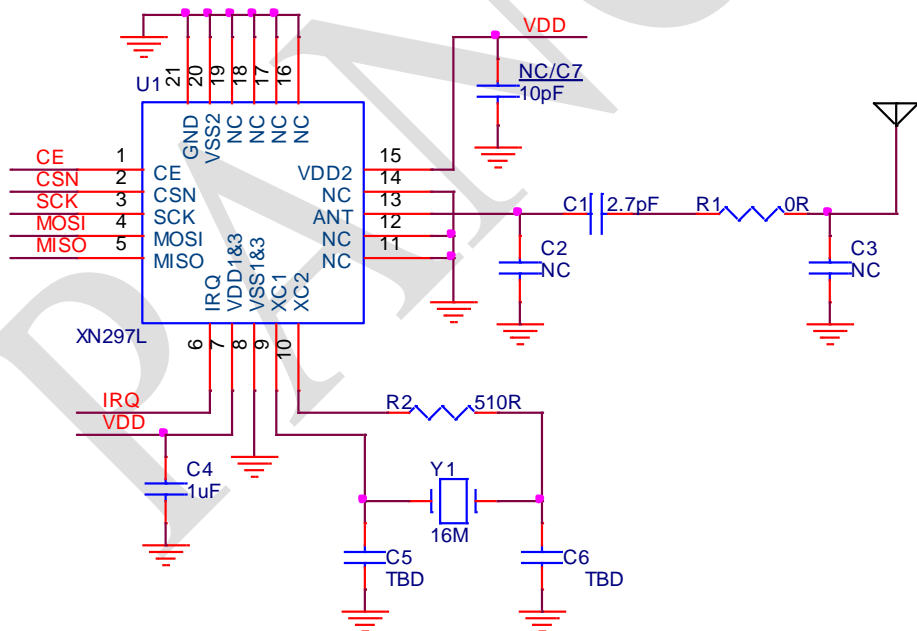 VDD
NC/C7
10pF
U1
21
20
19
18
17
16
GND
VSS2
NC
NC
NC
NC
CE
CSN
SCK
MOSI
MISO
1
2
3
4
5
CE
CSN
SCK
MOSI
MISO
VDD2
NC
ANT
NC
NC
15
14
13
12
11
C1
2.7pF
R1
0R
C2
NC
C3
NC
IRQ
VDD1&3
VSS1&3
XC1
XC2
XN297L
6
7
8
9
10
IRQ
VDD
R2
510R
C4
1uF
Y1
16M
C5
TBD
C6
TBD